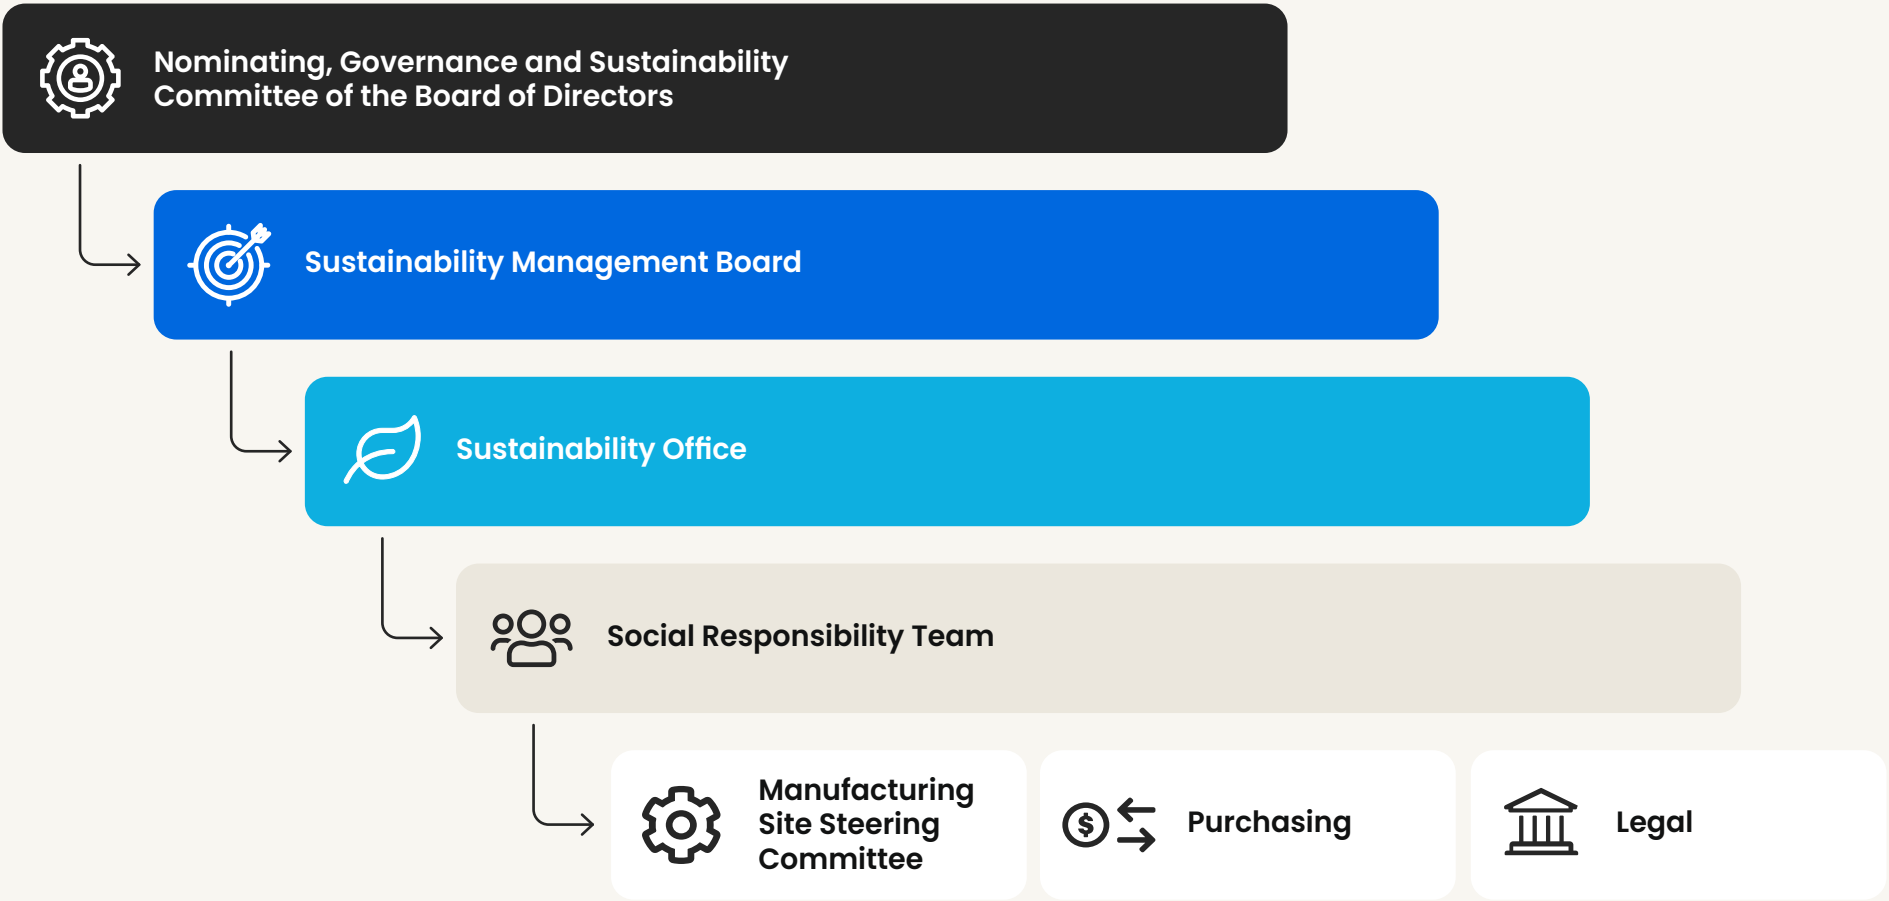 Nominating, Governance and Sustainability
Committee of the Board of Directors
Sustainability Management Board
Sustainability Office
Social Responsibility Team
Manufacturing
Site Steering
Committee
$
Purchasing
Legal